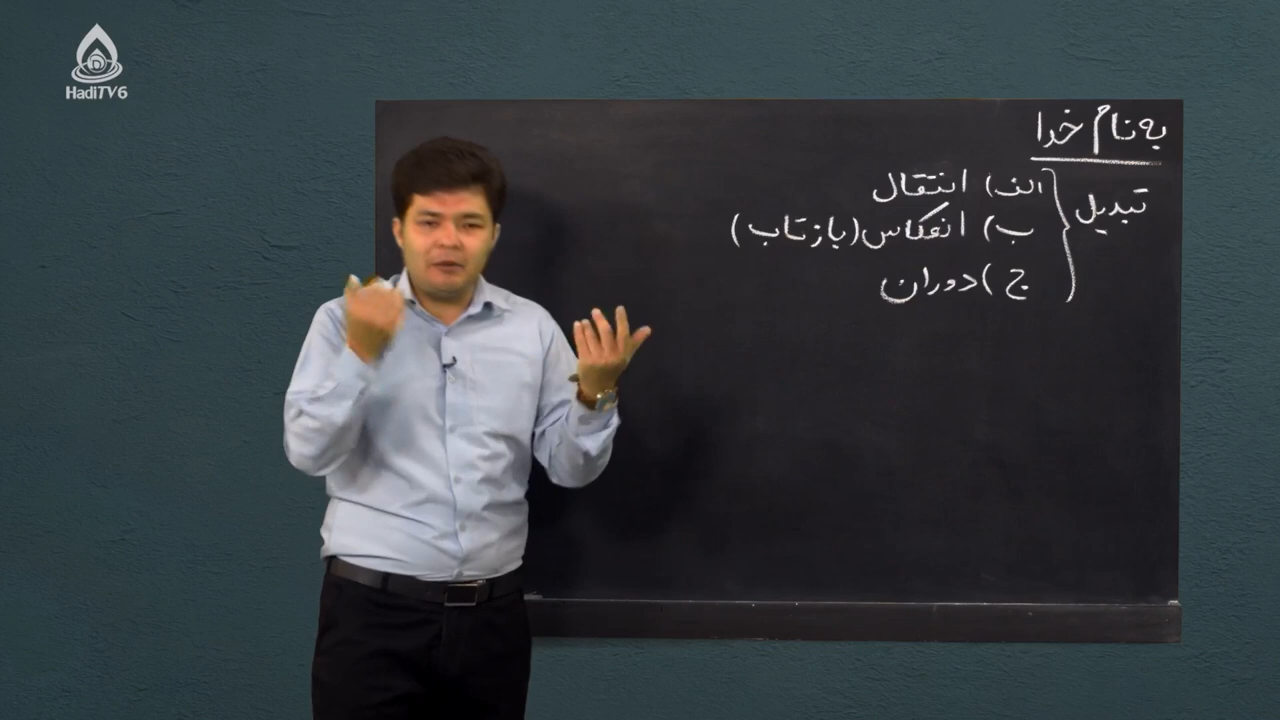 HadiTV6
به نام خدا
تبدیل
الف) انتقال
ب) انعکاس (بازتاب)
ج) دوران